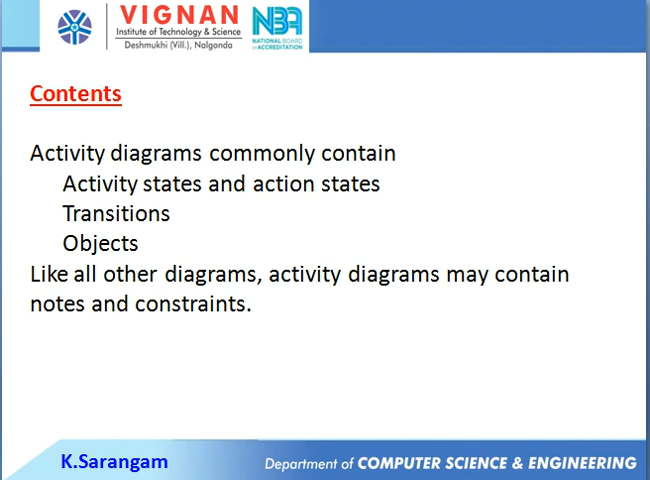 VIGNAN
Institute of Technology & Science
Deshmukhi (Vill.), Nalgonda
NBA
NATIONAL BOARD
of ACCREDITATION
Contents
Activity diagrams commonly contain
Activity states and action states
Transitions
Objects
Like all other diagrams, activity diagrams may contain
notes and constraints.
K.Sarangam
Department of COMPUTER SCIENCE & ENGINEERING